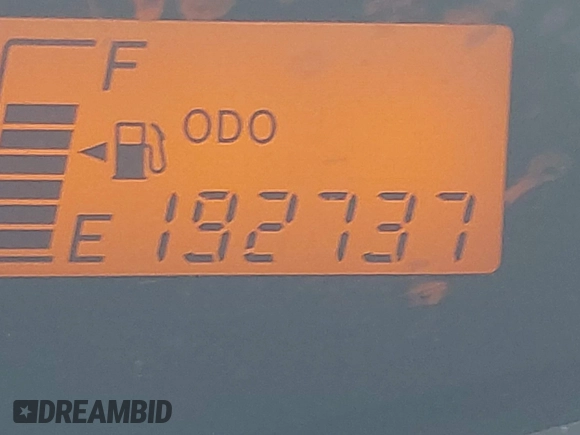 F
ODO
E 192737
DREAMBID